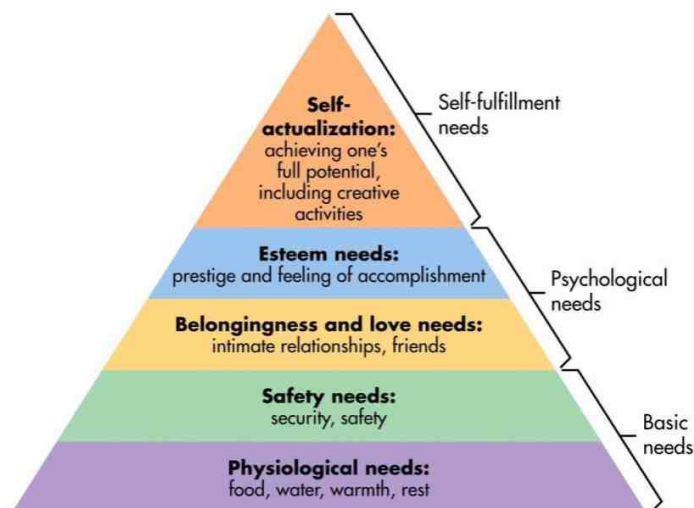 Self-
actualization:
achieving one's
full potential,
including creative
activities
Self-fulfillment
needs
Esteem needs:
prestige and feeling of accomplishment
Psychological
needs
Belongingness and love needs:
intimate relationships, friends
Safety needs:
security, safety
Basic
needs
Physiological needs:
food, water, warmth, rest